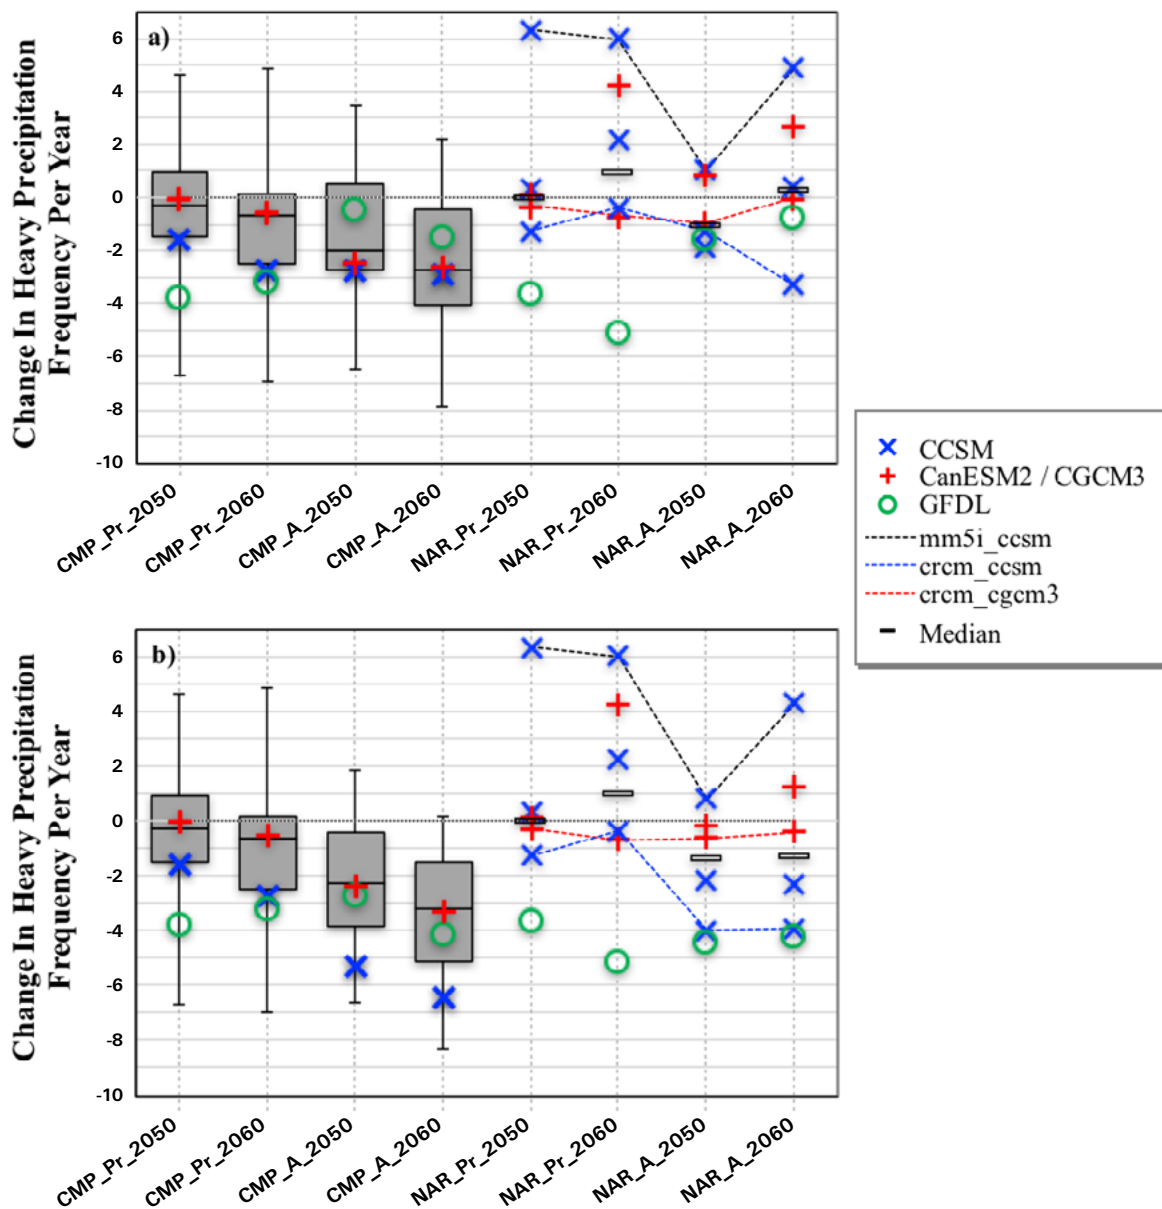 Change In Heavy Precipitation
Frequency Per Year
a)
6
4
2
0
-2
-4
-6
-8
-10
CMP_Pr_2050
CMP_Pr_2060
CMP_A_2050
CMP_A_2060
NAR_Pr_2050
NAR_Pr_2060
NAR_A_2050
NAR_A_2060
CCSM
CanESM2 / CGCM3
GFDL
mm5i_ccsm
crcm_ccsm
crcm_cgcm3
Median
Change In Heavy Precipitation
Frequency Per Year
b)
6
4
2
0
-2
-4
-6
-8
-10
CMP_Pr_2050
CMP_Pr_2060
CMP_A_2050
CMP_A_2060
NAR_Pr_2050
NAR_Pr_2060
NAR_A_2050
NAR_A_2060